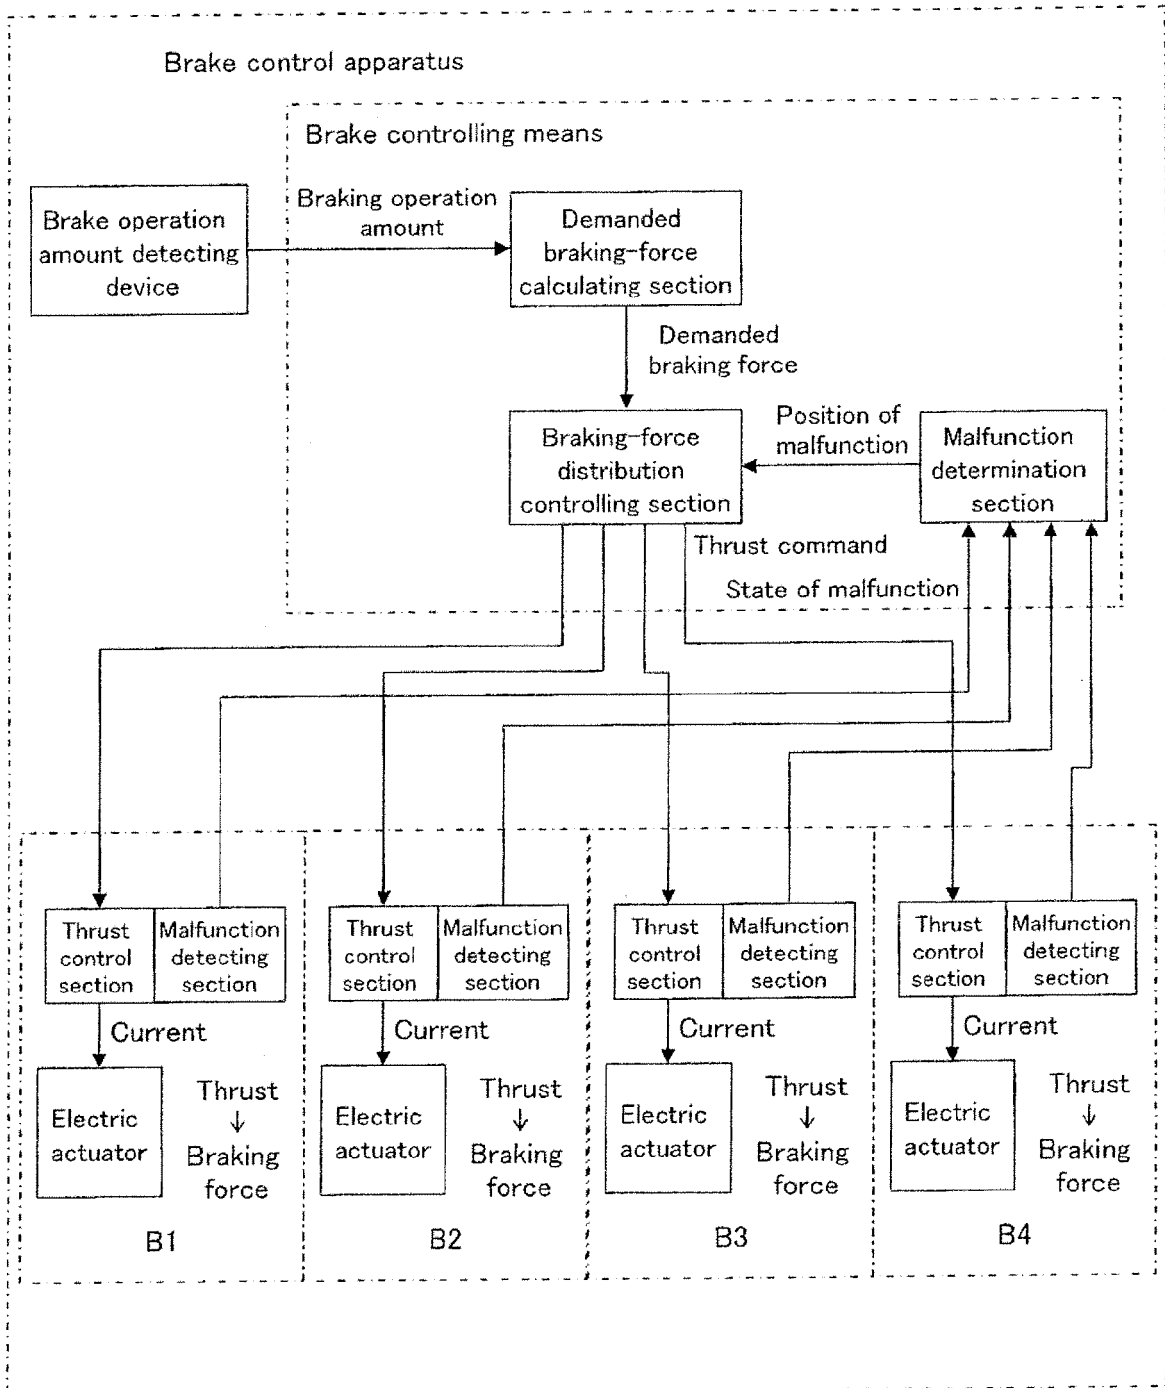 Brake control apparatus
Brake controlling means
Brake operation
amount detecting
device
Braking operation
amount
Demanded
braking-force
calculating section
Demanded
braking force
Braking-force
distribution
controlling section
Position of
malfunction
Malfunction
determination
section
Thrust command
State of malfunction
Thrust
control
section
Malfunction
detecting
section
Current
Electric
actuator
Thrust
↓
Braking
force
B1
Thrust
control
section
Malfunction
detecting
section
Current
Electric
actuator
Thrust
↓
Braking
force
B2
Thrust
control
section
Malfunction
detecting
section
Current
Electric
actuator
Thrust
↓
Braking
force
B3
Thrust
control
section
Malfunction
detecting
section
Current
Electric
actuator
Thrust
↓
Braking
force
B4